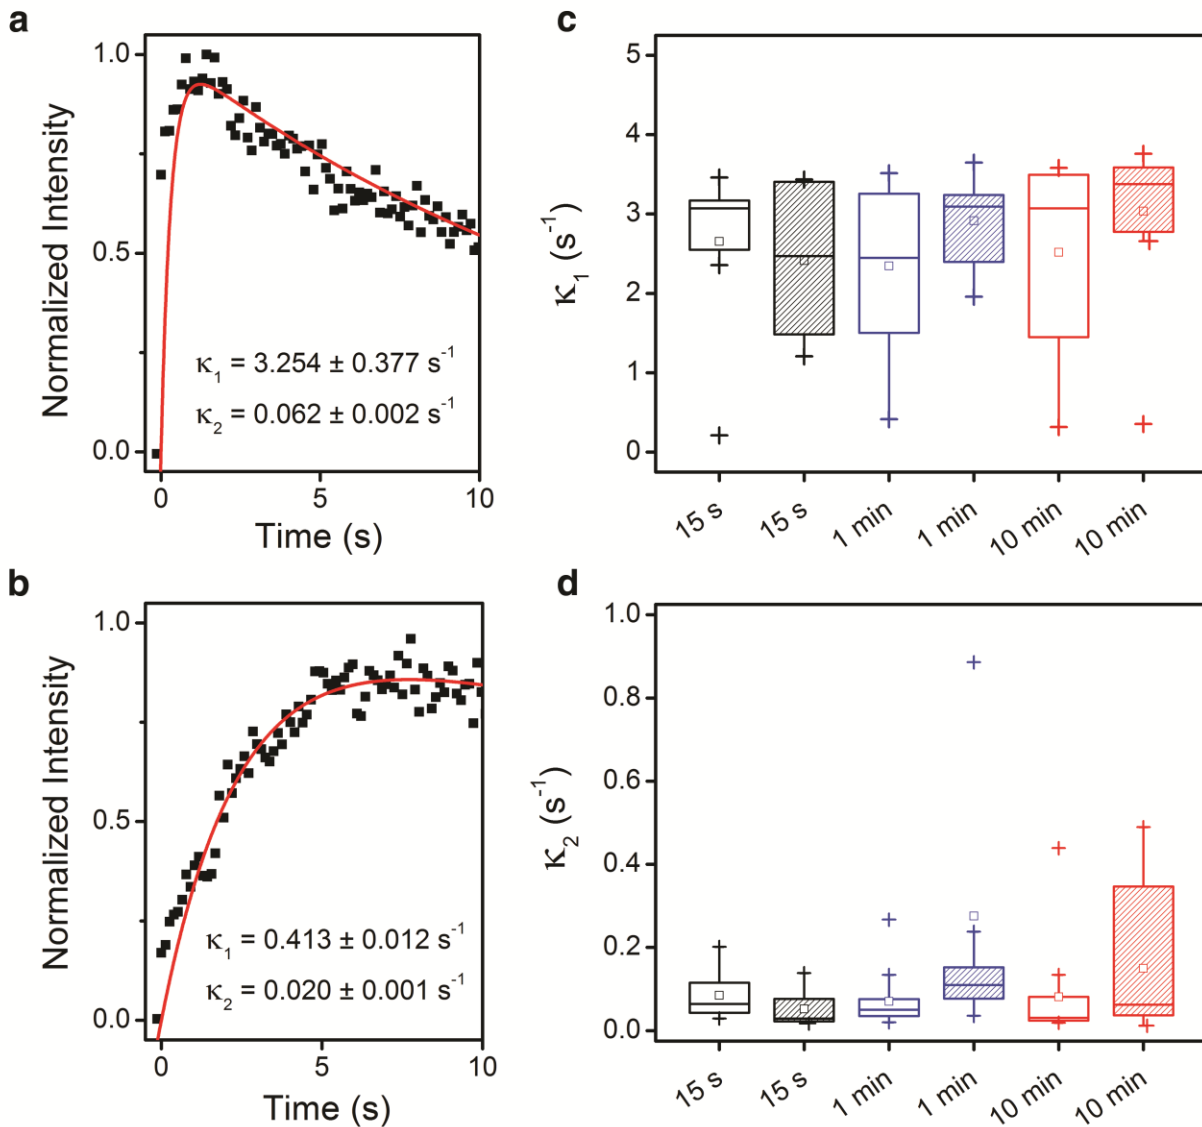 a
1.0
0.5
0.0
Normalized Intensity
κ₁ = 3.254 ± 0.377 s⁻¹
κ₂ = 0.062 ± 0.002 s⁻¹
0 5 10
Time (s)
c
5
4
3
2
1
0
κ₁ (s⁻¹)
15 s 15 s 1 min 1 min 10 min 10 min
b
1.0
0.5
0.0
Normalized Intensity
κ₁ = 0.413 ± 0.012 s⁻¹
κ₂ = 0.020 ± 0.001 s⁻¹
0 5 10
Time (s)
d
1.0
0.8
0.6
0.4
0.2
0.0
κ₂ (s⁻¹)
15 s 15 s 1 min 1 min 10 min 10 min